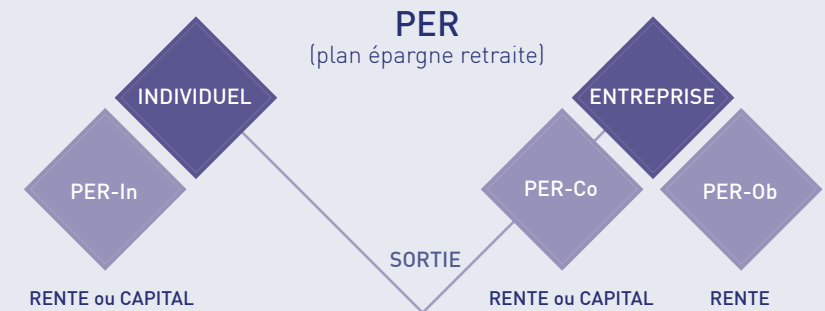 PER
(plan épargne retraite)
INDIVIDUEL
ENTREPRISE
PER-In
PER-Co
PER-Ob
SORTIE
RENTE ou CAPITAL
RENTE ou CAPITAL
RENTE